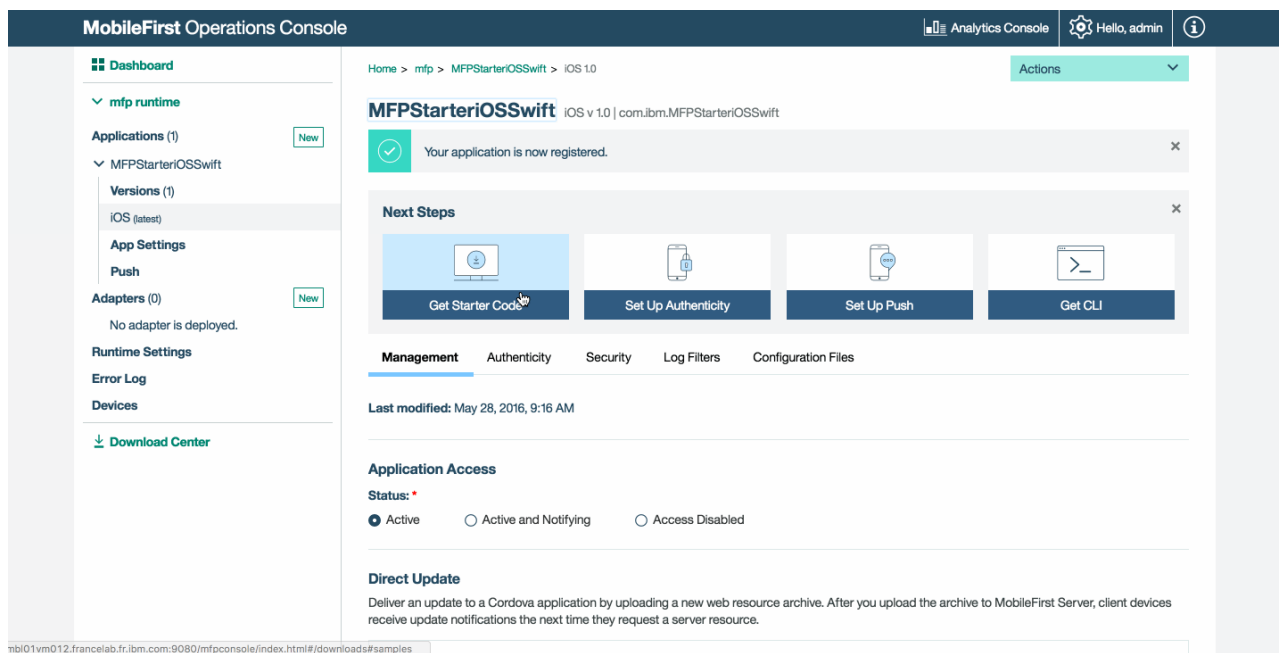 MobileFirst Operations Console
Analytics Console
Hello, admin
Dashboard
mfp runtime
Applications (1)
New
MFPStarteriOSSwift
Versions (1)
iOS (latest)
App Settings
Push
Adapters (0)
New
No adapter is deployed.
Runtime Settings
Error Log
Devices
Download Center
Home > mfp > MFPStarteriOSSwift > iOS 1.0
Actions
MFPStarteriOSSwift iOS v 1.0 | com.ibm.MFPStarteriOSSwift
Your application is now registered.
Next Steps
Get Starter Code
Set Up Authenticity
Set Up Push
Get CLI
Management Authenticity Security Log Filters Configuration Files
Last modified: May 28, 2016, 9:16 AM
Application Access
Status: *
Active Active and Notifying Access Disabled
Direct Update
Deliver an update to a Cordova application by uploading a new web resource archive. After you upload the archive to MobileFirst Server, client devices
receive update notifications the next time they request a server resource.
mbl01vm012.francelab.fr.ibm.com:9080/mfpconsole/index.html#/downloads#samples